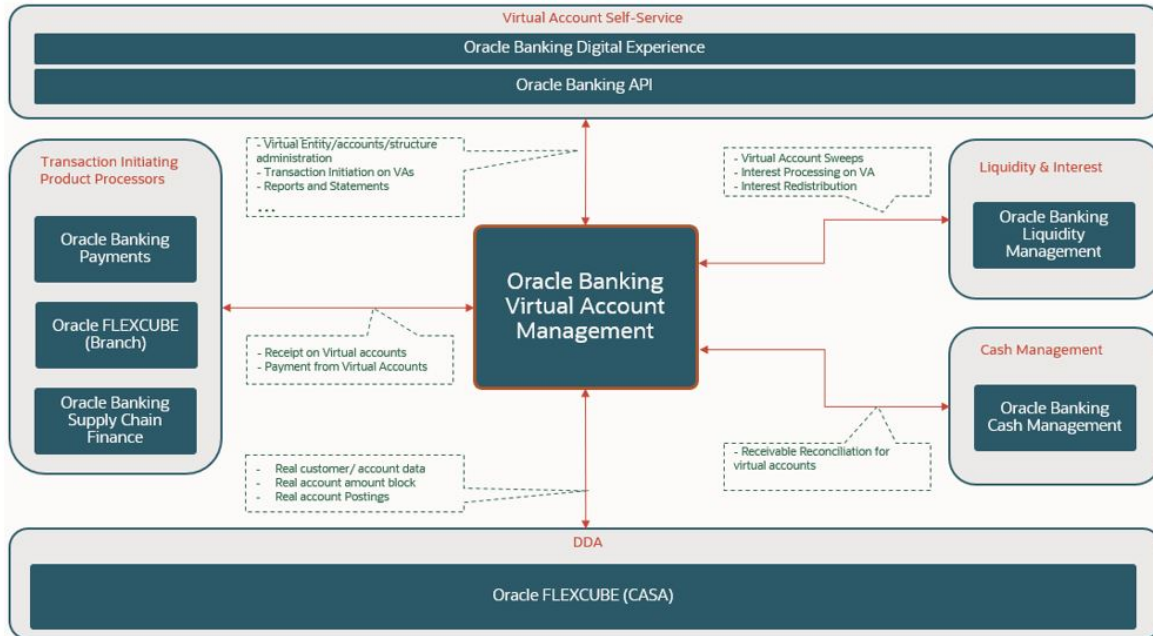 Virtual Account Self-Service
Oracle Banking Digital Experience
Oracle Banking API
Transaction Initiating
Product Processors
Oracle Banking
Payments
Oracle FLEXCUBE
(Branch)
Oracle Banking
Supply Chain
Finance
- Virtual Entity/accounts/structure
administration
- Transaction Initiation on VAs
- Reports and Statements
...
- Virtual Account Sweeps
- Interest Processing on VA
- Interest Redistribution
Liquidity & Interest
Oracle Banking
Liquidity
Management
Oracle Banking
Virtual Account
Management
- Receipt on Virtual accounts
- Payment from Virtual Accounts
Cash Management
Oracle Banking
Cash Management
- Receivable Reconciliation for
virtual accounts
- Real customer/ account data
- Real account amount block
- Real account Postings
DDA
Oracle FLEXCUBE (CASA)